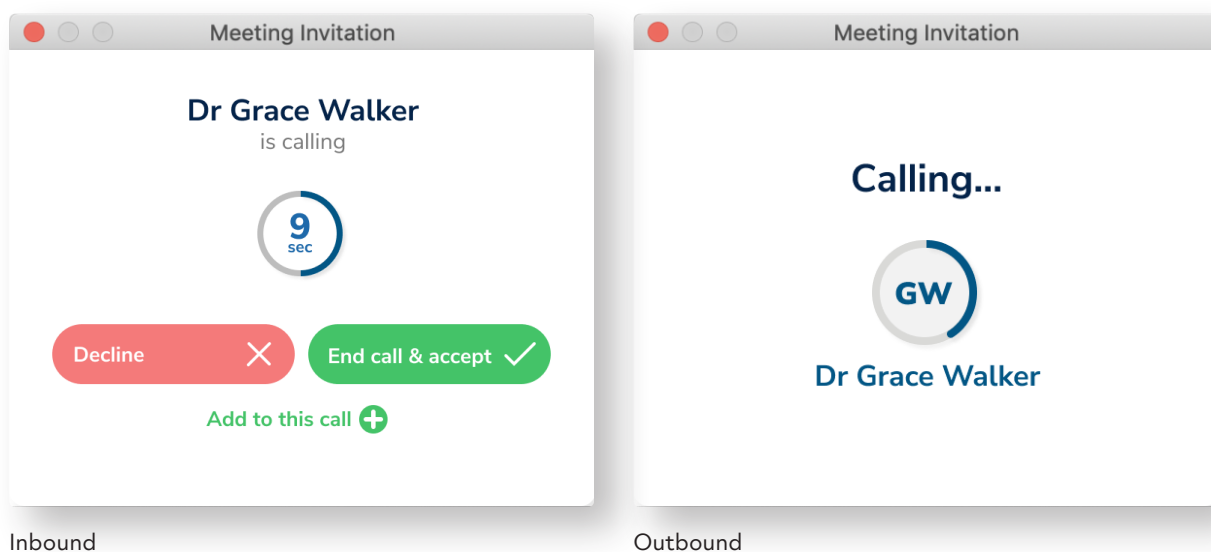 Meeting Invitation
Dr Grace Walker
is calling
9
sec
Decline
End call & accept
Add to this call
Inbound
Meeting Invitation
Calling...
GW
Dr Grace Walker
Outbound